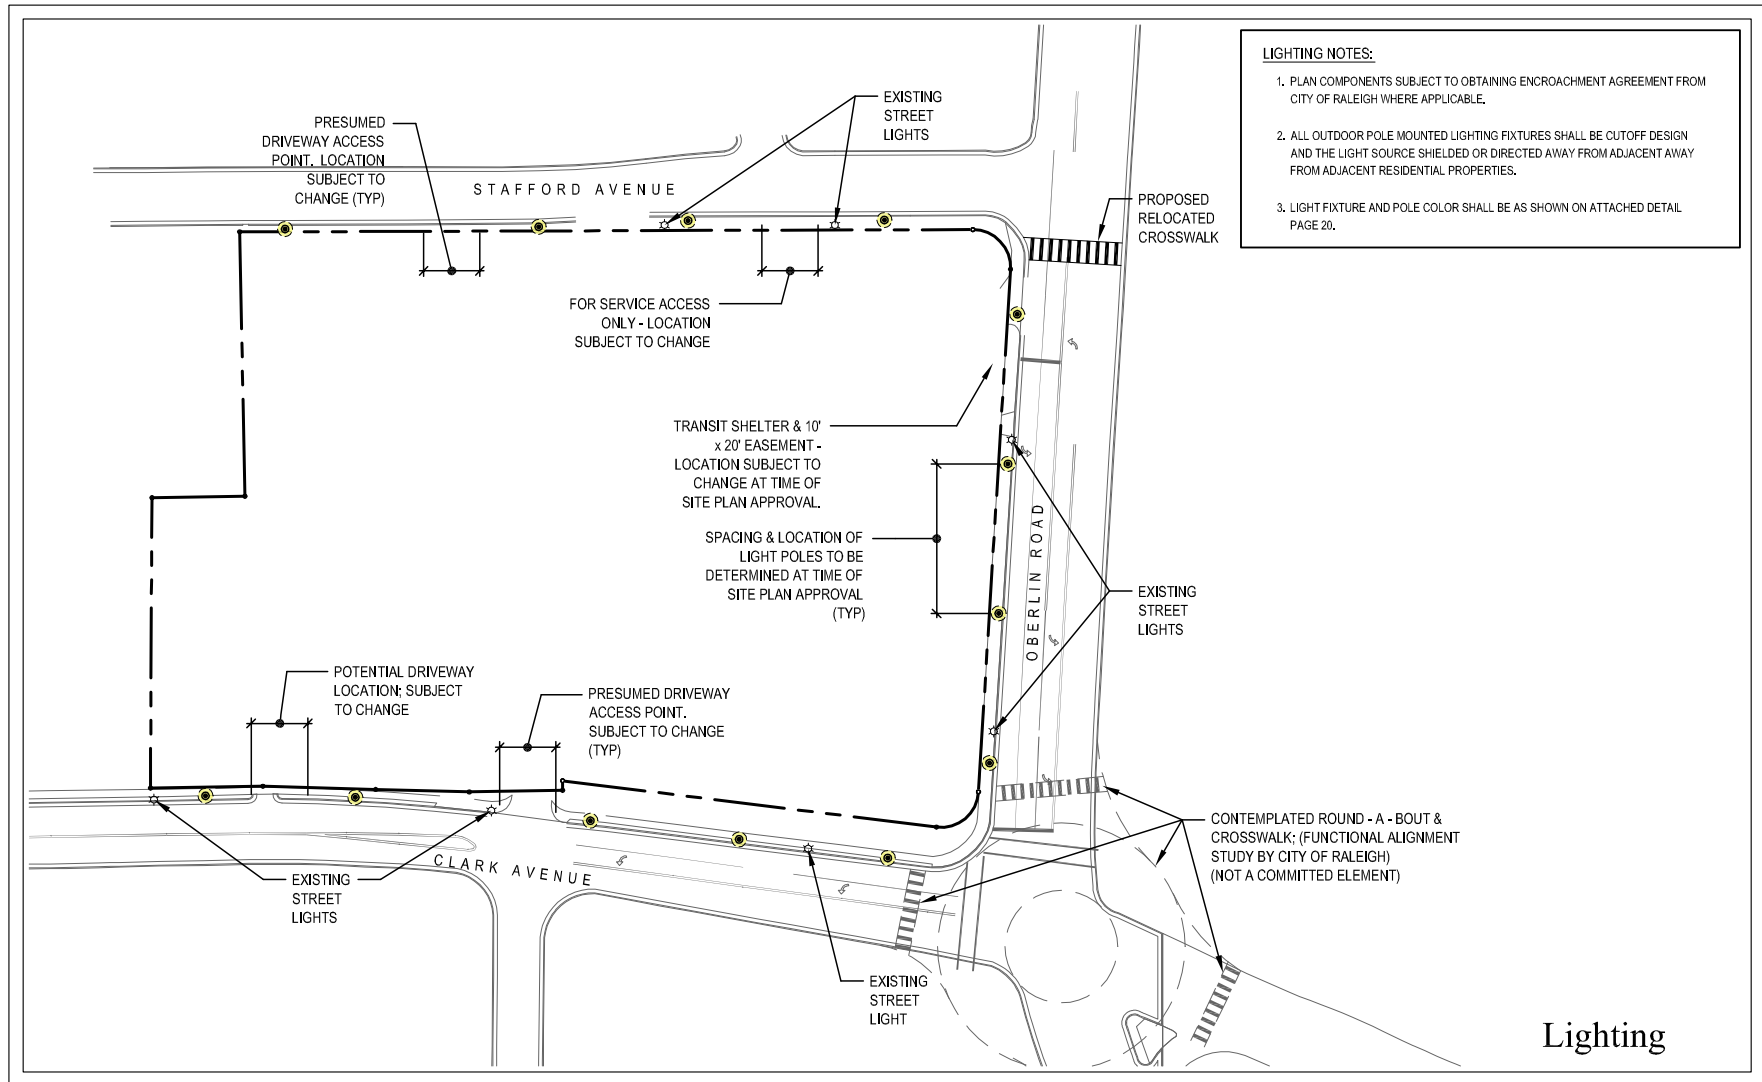 LIGHTING NOTES:
1. PLAN COMPONENTS SUBJECT TO OBTAINING ENCROACHMENT AGREEMENT FROM
CITY OF RALEIGH WHERE APPLICABLE.
2. ALL OUTDOOR POLE MOUNTED LIGHTING FIXTURES SHALL BE CUTOFF DESIGN
AND THE LIGHT SOURCE SHIELDED OR DIRECTED AWAY FROM ADJACENT AWAY
FROM ADJACENT RESIDENTIAL PROPERTIES.
3. LIGHT FIXTURE AND POLE COLOR SHALL BE AS SHOWN ON ATTACHED DETAIL
PAGE 20.
EXISTING
STREET
LIGHTS
PRESUMED
DRIVEWAY ACCESS
POINT. LOCATION
SUBJECT TO
CHANGE (TYP)
STAFFORD AVENUE
PROPOSED
RELOCATED
CROSSWALK
FOR SERVICE ACCESS
ONLY - LOCATION
SUBJECT TO CHANGE
TRANSIT SHELTER & 10'
x 20' EASEMENT -
LOCATION SUBJECT TO
CHANGE AT TIME OF
SITE PLAN APPROVAL.
SPACING & LOCATION OF
LIGHT POLES TO BE
DETERMINED AT TIME OF
SITE PLAN APPROVAL
(TYP)
OBERLIN ROAD
EXISTING
STREET
LIGHTS
POTENTIAL DRIVEWAY
LOCATION; SUBJECT
TO CHANGE
PRESUMED DRIVEWAY
ACCESS POINT.
SUBJECT TO CHANGE
(TYP)
CONTEMPLATED ROUND - A - BOUT &
CROSSWALK; (FUNCTIONAL ALIGNMENT
STUDY BY CITY OF RALEIGH)
(NOT A COMMITTED ELEMENT)
CLARK AVENUE
EXISTING
STREET
LIGHTS
EXISTING
STREET
LIGHT
Lighting